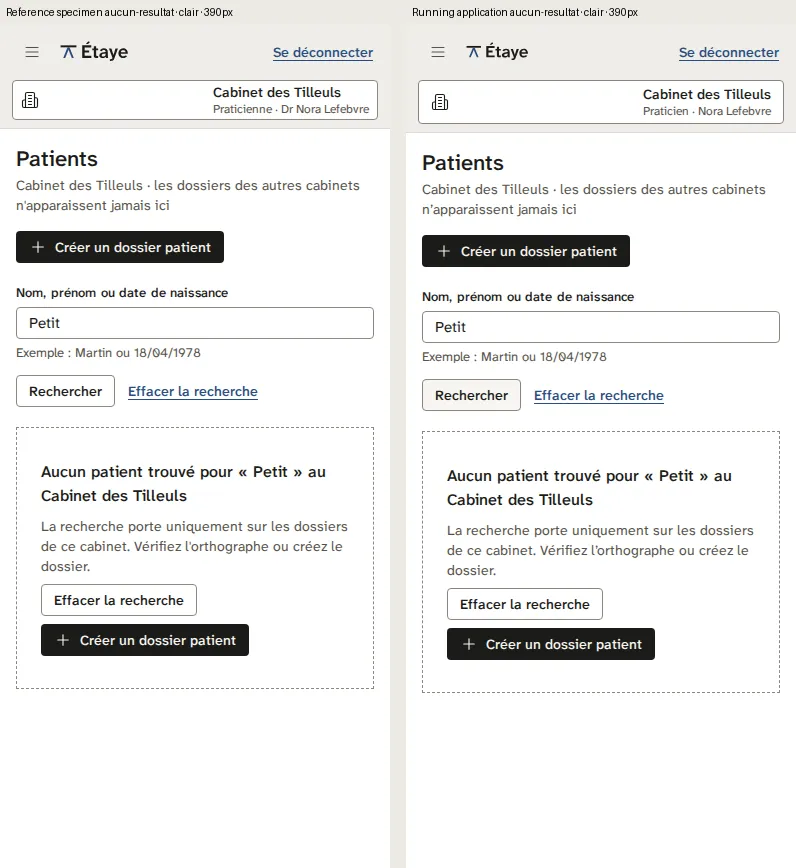 Reference specimen aucun-resultat · clair · 390px
Étaye
Se déconnecter
Cabinet des Tilleuls
Praticienne · Dr Nora Lefebvre
Patients
Cabinet des Tilleuls · les dossiers des autres cabinets
n'apparaissent jamais ici
Créer un dossier patient
Nom, prénom ou date de naissance
Petit
Exemple : Martin ou 18/04/1978
Rechercher
Effacer la recherche
Aucun patient trouvé pour « Petit » au
Cabinet des Tilleuls
La recherche porte uniquement sur les dossiers
de ce cabinet. Vérifiez l'orthographe ou créez le
dossier.
Effacer la recherche
Créer un dossier patient
Running application aucun-resultat · clair · 390px
Étaye
Se déconnecter
Cabinet des Tilleuls
Praticien · Nora Lefebvre
Patients
Cabinet des Tilleuls · les dossiers des autres cabinets
n’apparaissent jamais ici
Créer un dossier patient
Nom, prénom ou date de naissance
Petit
Exemple : Martin ou 18/04/1978
Rechercher
Effacer la recherche
Aucun patient trouvé pour « Petit » au
Cabinet des Tilleuls
La recherche porte uniquement sur les dossiers
de ce cabinet. Vérifiez l’orthographe ou créez le
dossier.
Effacer la recherche
Créer un dossier patient